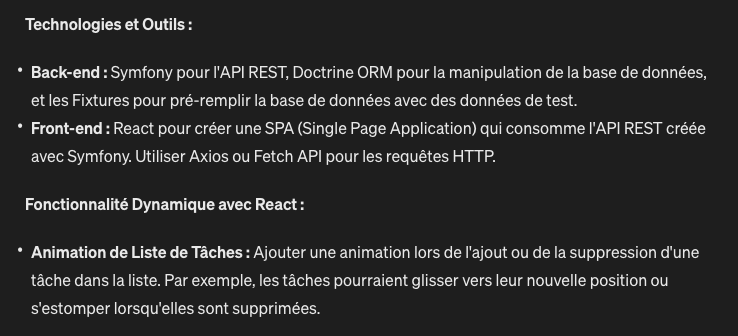 Technologies et Outils :
• Back-end : Symfony pour l'API REST, Doctrine ORM pour la manipulation de la base de données,
et les Fixtures pour pré-remplir la base de données avec des données de test.
• Front-end : React pour créer une SPA (Single Page Application) qui consomme l'API REST créée
avec Symfony. Utiliser Axios ou Fetch API pour les requêtes HTTP.
Fonctionnalité Dynamique avec React :
• Animation de Liste de Tâches : Ajouter une animation lors de l'ajout ou de la suppression d'une
tâche dans la liste. Par exemple, les tâches pourraient glisser vers leur nouvelle position ou
s'estomper lorsqu'elles sont supprimées.